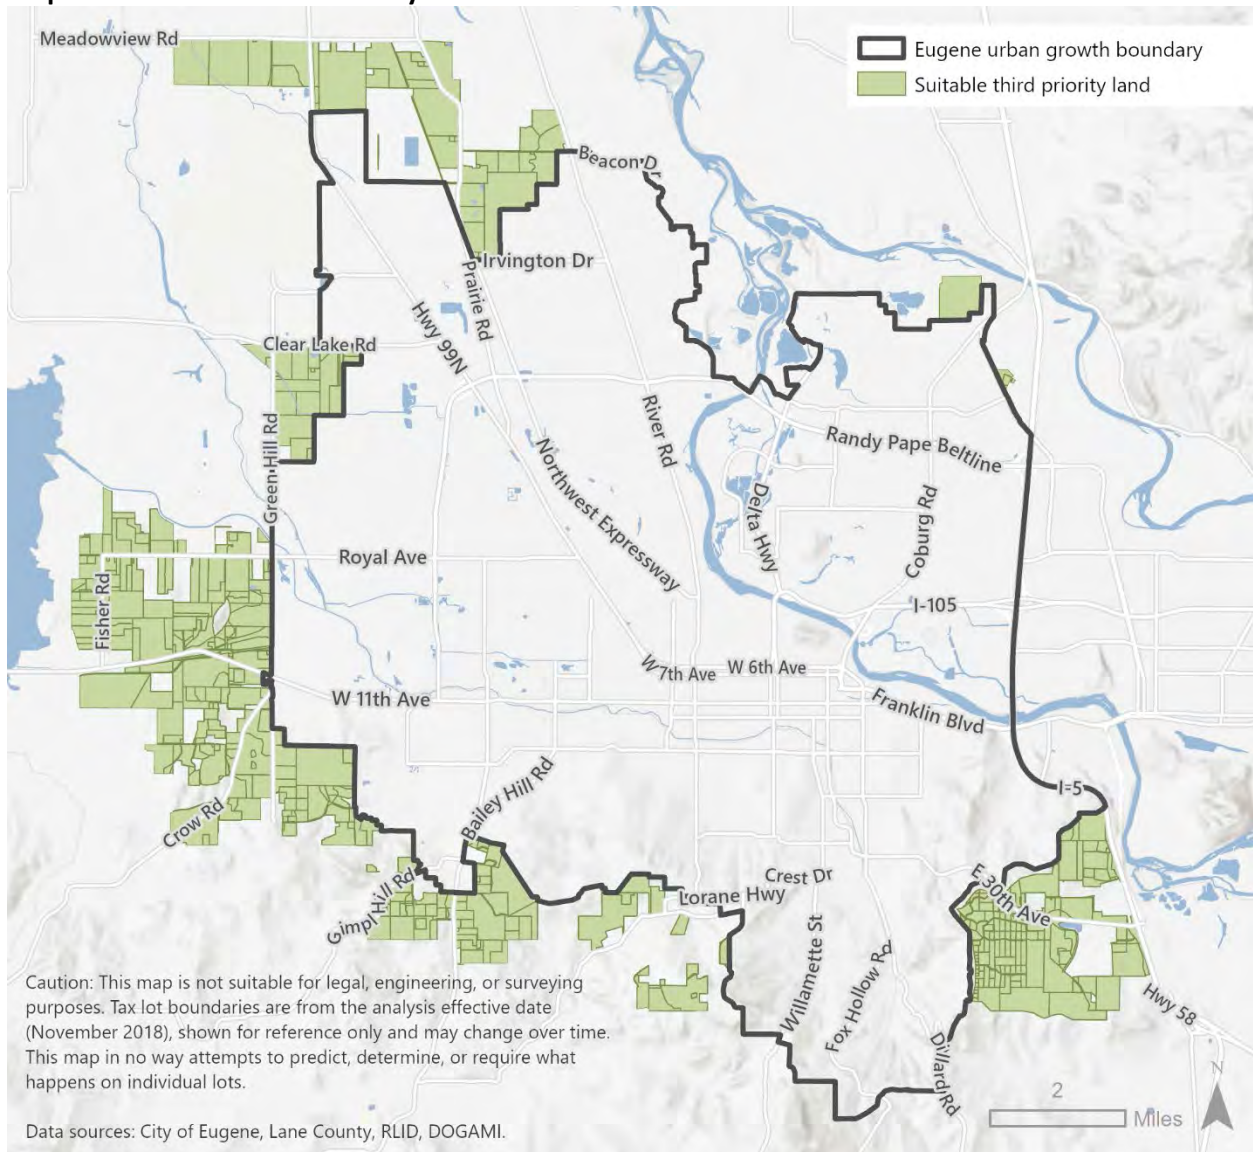 Meadowview Rd
Eugene urban growth boundary
Suitable third priority land
Beacon Dr
Irvington Dr
Prairie Rd
Hwy 99N
Clear Lake Rd
Green Hill Rd
River Rd
Randy Pape Beltline
Northwest Expressway
Delta Hwy
Coburg Rd
Royal Ave
Fisher Rd
I-105
W 7th Ave
W 6th Ave
W 11th Ave
Franklin Blvd
Bailey Hill Rd
I-5
Crow Rd
Crest Dr
Lorane Hwy
E 30th Ave
Gimpl Hill Rd
Willamette St
Fox Hollow Rd
Hwy 58
Dillard Rd
Caution: This map is not suitable for legal, engineering, or surveying
purposes. Tax lot boundaries are from the analysis effective date
(November 2018), shown for reference only and may change over time.
This map in no way attempts to predict, determine, or require what
happens on individual lots.
Data sources: City of Eugene, Lane County, RLID, DOGAMI.
2
Miles
N